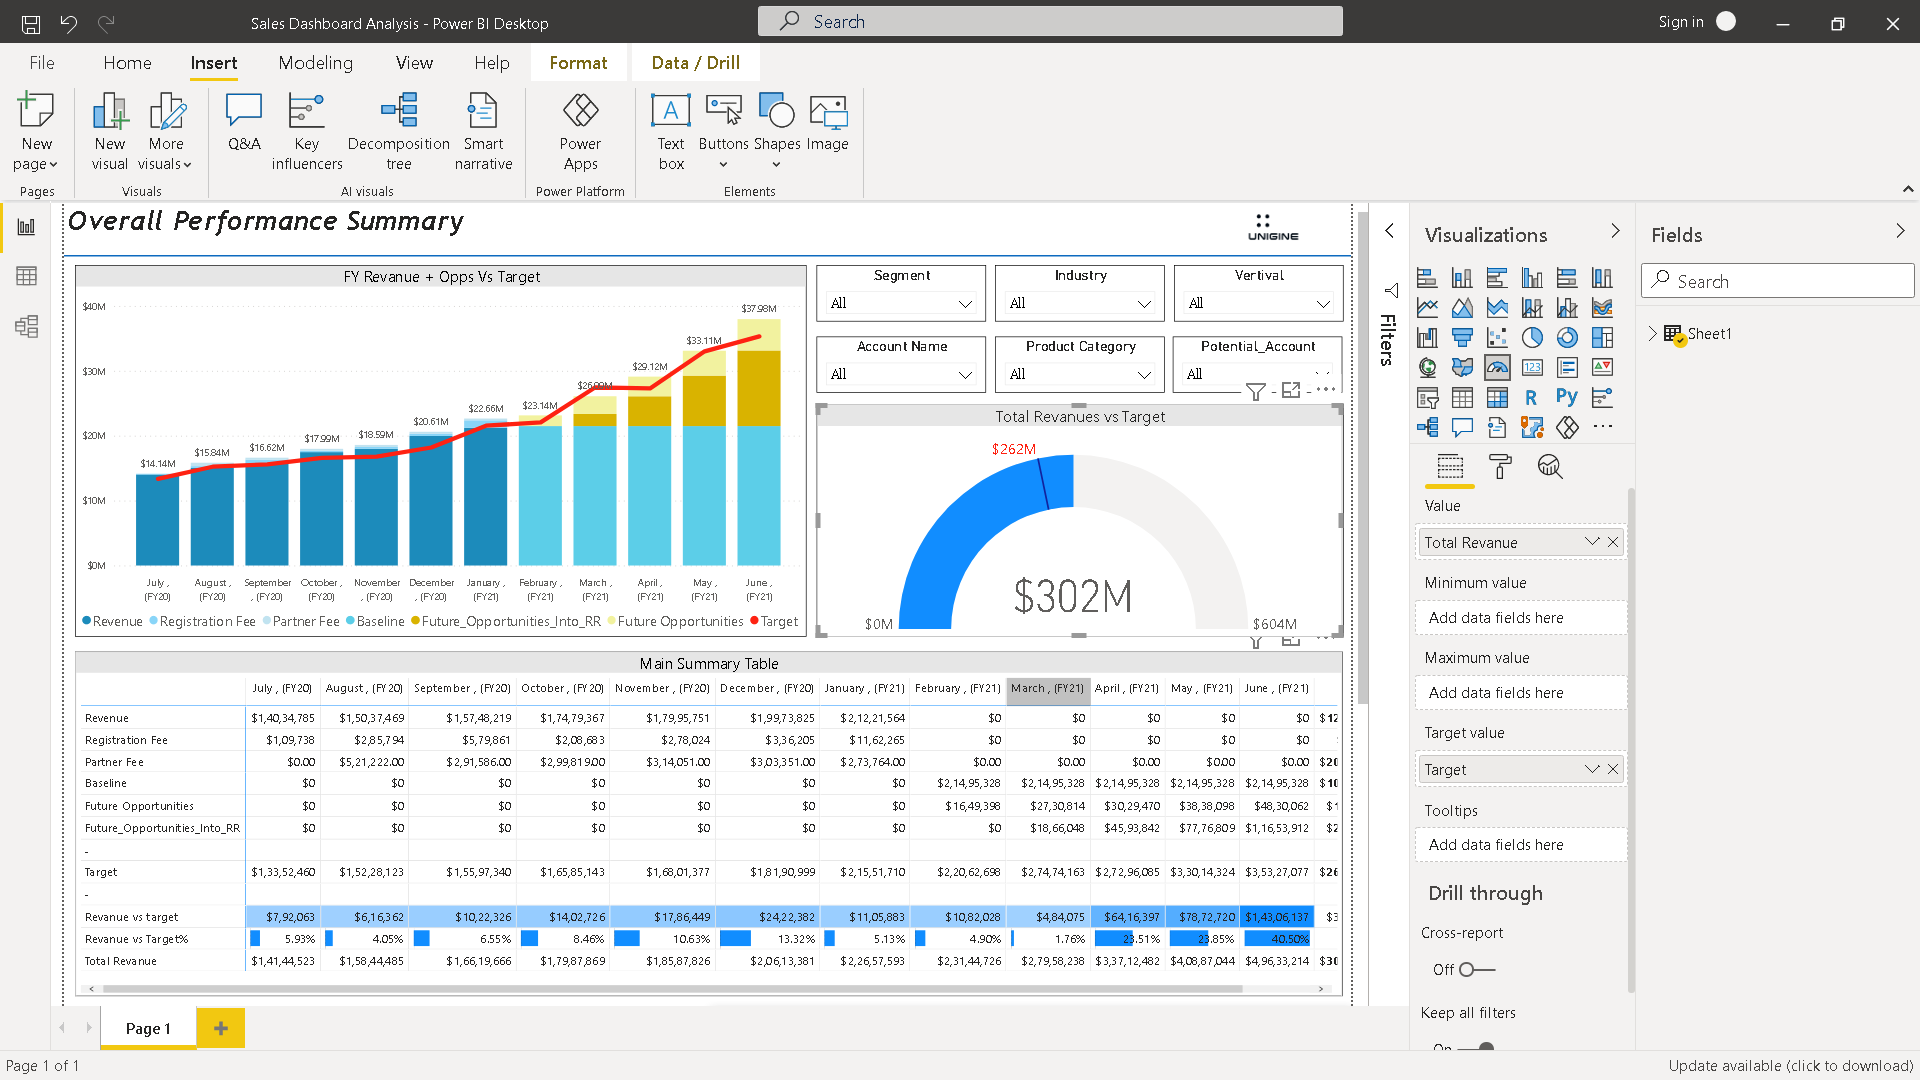 Sales Dashboard Analysis - Power BI Desktop
Search
Sign in
File Home Insert Modeling View Help Format Data / Drill
New page
New visual
More visuals
Q&A
Key influencers
Decomposition tree
Smart narrative
Power Apps
Text box
Buttons
Shapes
Image
Pages Visuals AI visuals Power Platform Elements
Overall Performance Summary
UNIGINE
FY Revanue + Opps Vs Target
$40M
$30M
$20M
$10M
$0M
$14.14M $15.84M $16.62M $17.99M $18.59M $20.61M $22.66M $23.14M $29.12M $33.11M $37.98M
July , (FY20)
August , (FY20)
September , (FY20)
October , (FY20)
November , (FY20)
December , (FY20)
January , (FY21)
February , (FY21)
March , (FY21)
April , (FY21)
May , (FY21)
June , (FY21)
Revenue Registration Fee Partner Fee Baseline Future_Opportunities_Into_RR Future Opportunities Target
Segment
All
Industry
All
Vertival
All
Account Name
All
Product Category
All
Potential_Account
All
Total Revanues vs Target
$262M
$302M
$0M
$604M
Main Summary Table
July , (FY20) August , (FY20) September , (FY20) October , (FY20) November , (FY20) December , (FY20) January , (FY21) February , (FY21) March , (FY21) April , (FY21) May , (FY21) June , (FY21)
Revenue $1,40,34,785 $1,50,37,469 $1,57,48,219 $1,74,79,367 $1,79,95,751 $1,99,73,825 $2,12,21,564 $0 $0 $0 $0 $0 $12
Registration Fee $1,09,738 $2,85,794 $5,79,861 $2,08,683 $2,78,024 $3,36,205 $11,62,265 $0 $0 $0 $0 $0
Partner Fee $0.00 $5,21,222.00 $2,91,586.00 $2,99,819.00 $3,14,051.00 $3,03,351.00 $2,73,764.00 $0.00 $0.00 $0.00 $0.00 $0.00 $20
Baseline $0 $0 $0 $0 $0 $0 $0 $2,14,95,328 $2,14,95,328 $2,14,95,328 $2,14,95,328 $2,14,95,328 $10
Future Opportunities $0 $0 $0 $0 $0 $0 $0 $16,49,398 $27,30,814 $30,29,470 $38,38,098 $48,30,062 $1
Future_Opportunities_Into_RR $0 $0 $0 $0 $0 $0 $0 $0 $18,66,048 $45,93,842 $77,76,809 $1,16,53,912 $2
-
Target $1,33,52,460 $1,52,28,123 $1,55,97,340 $1,65,85,143 $1,68,01,377 $1,81,90,999 $2,15,51,710 $2,20,62,698 $2,74,74,163 $2,72,96,085 $3,30,14,324 $3,53,27,077 $26
-
Revenue vs target $7,92,063 $6,16,362 $10,22,326 $14,02,726 $17,86,449 $24,22,382 $11,05,883 $10,82,028 $4,84,075 $64,16,397 $78,72,720 $1,43,06,137 $3
Revanue vs Target% 5.93% 4.05% 6.55% 8.46% 10.63% 13.32% 5.13% 4.90% 1.76% 23.51% 23.85% 40.50%
Total Revanue $1,41,44,523 $1,58,44,485 $1,66,19,666 $1,79,87,869 $1,85,87,826 $2,06,13,381 $2,26,57,593 $2,31,44,726 $2,79,58,238 $3,37,12,482 $4,08,87,044 $4,96,33,214 $30
Filters
Visualizations
123
R
Py
Value
Total Revanue
Minimum value
Add data fields here
Maximum value
Add data fields here
Target value
Target
Tooltips
Add data fields here
Drill through
Cross-report
Off
Keep all filters
On
Fields
Search
Sheet1
Page 1
Page 1 of 1
Update available (click to download)